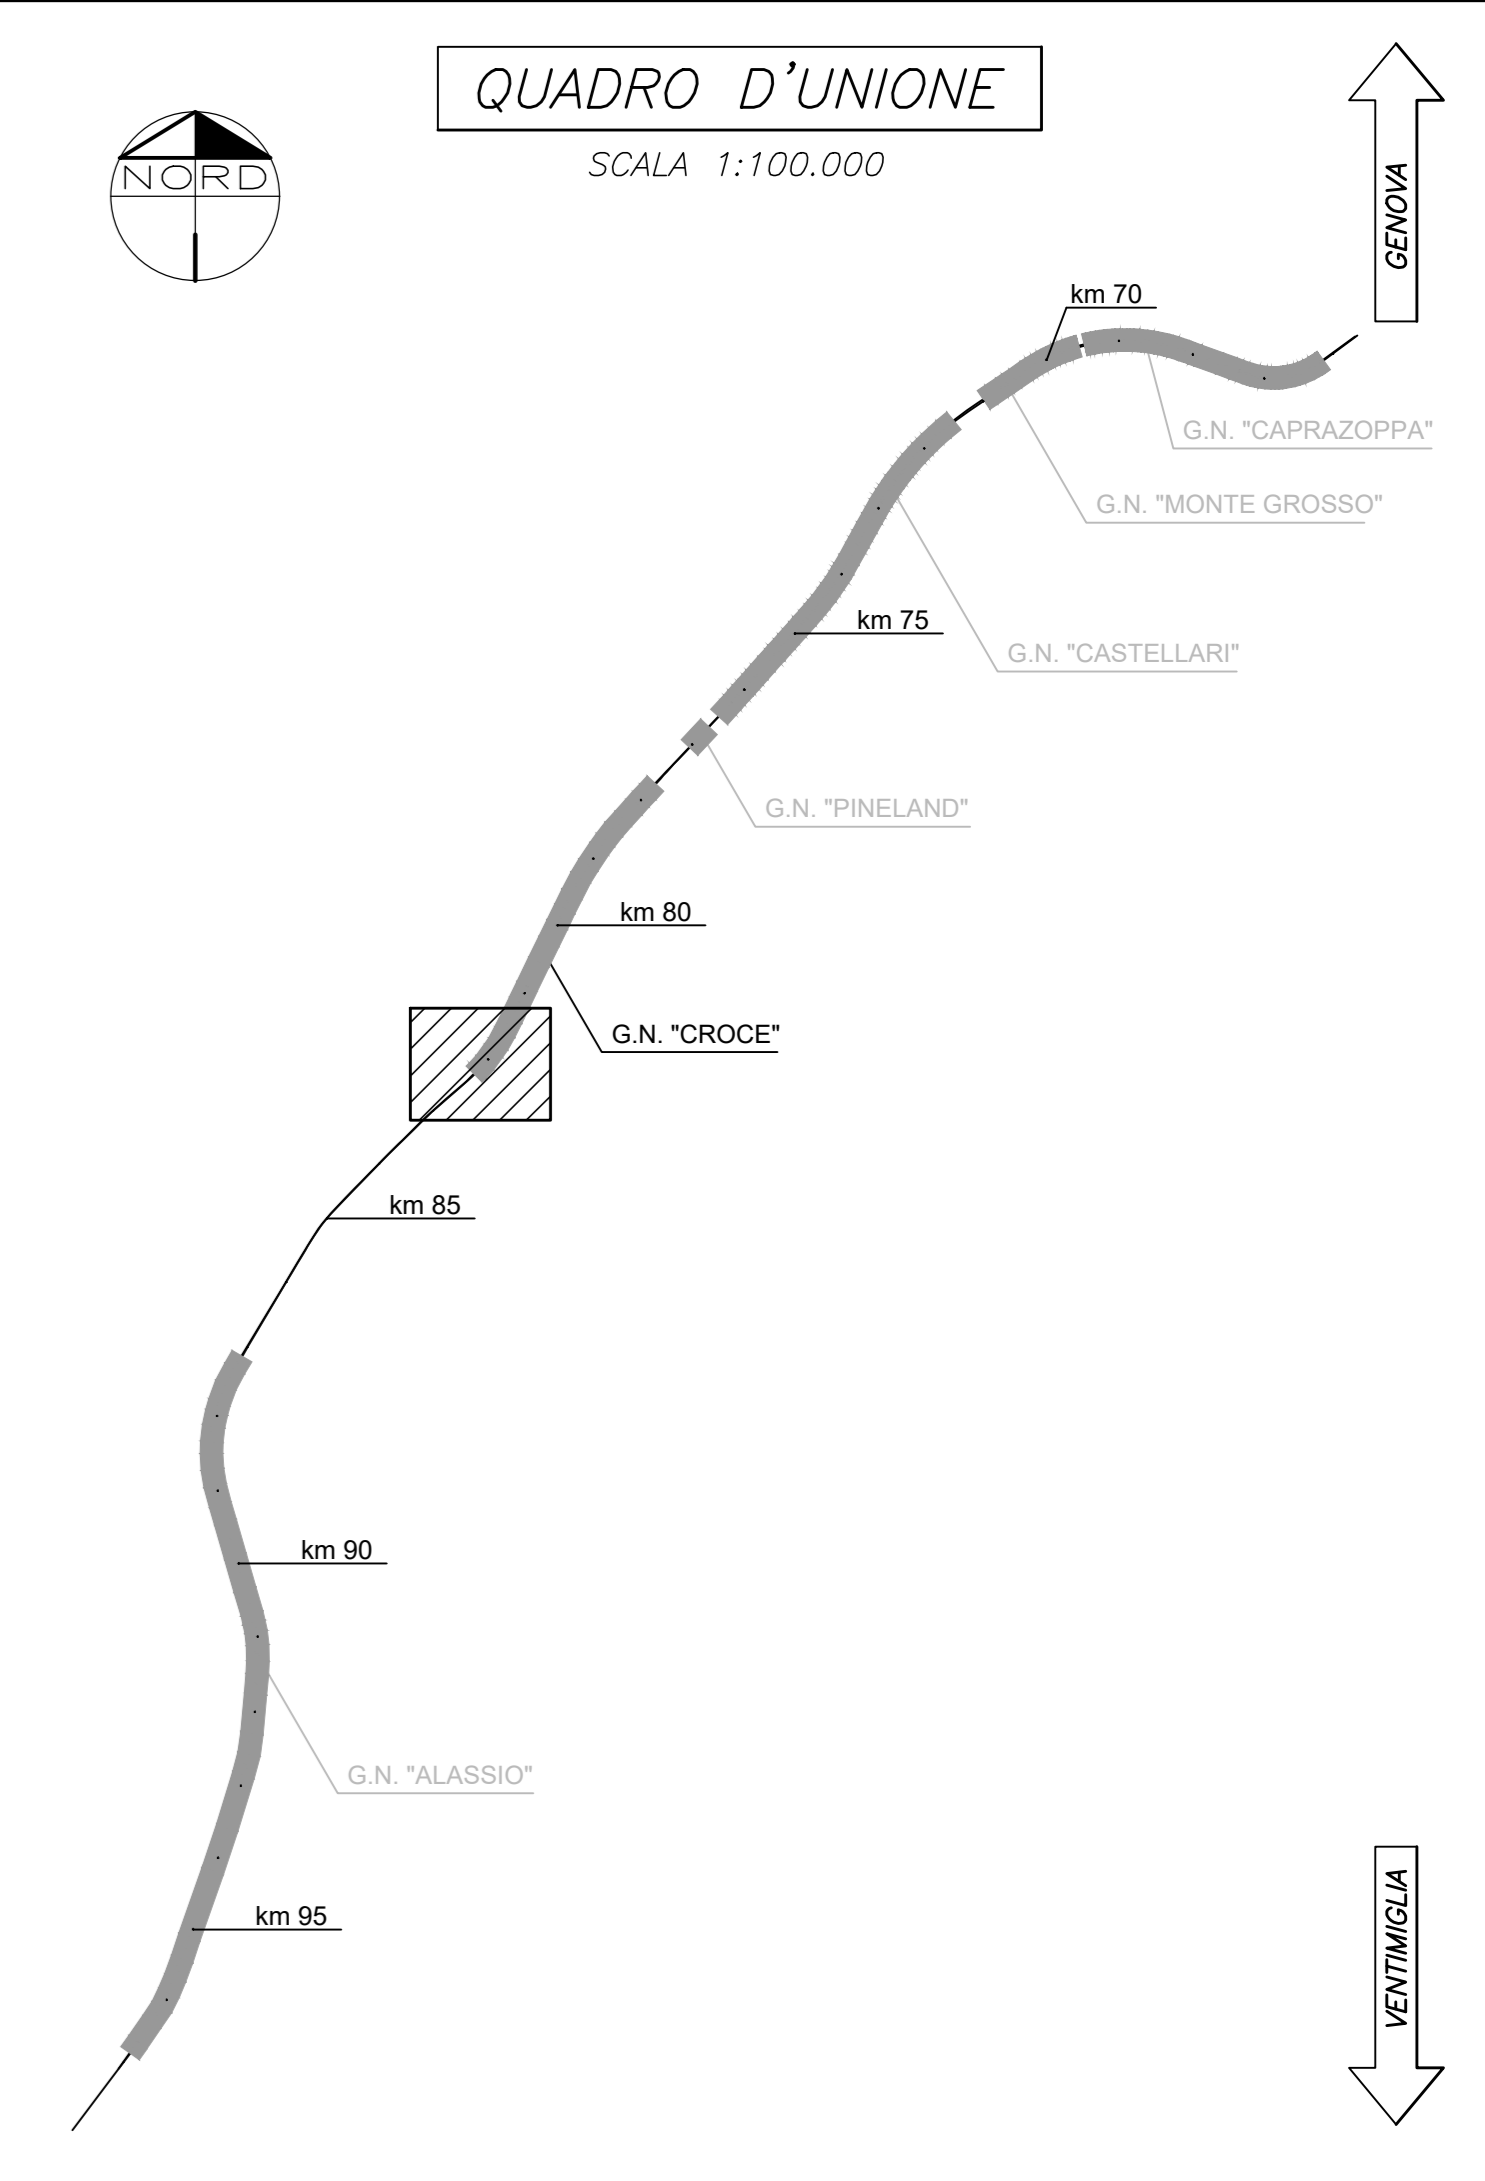 QUADRO D'UNIONE
SCALA 1:100.000
NORD
GENOVA
km 70
G.N. "CAPRAZOPPA"
G.N. "MONTE GROSSO"
km 75
G.N. "CASTELLARI"
G.N. "PINELAND"
km 80
G.N. "CROCE"
km 85
km 90
G.N. "ALASSIO"
km 95
VENTIMIGLIA